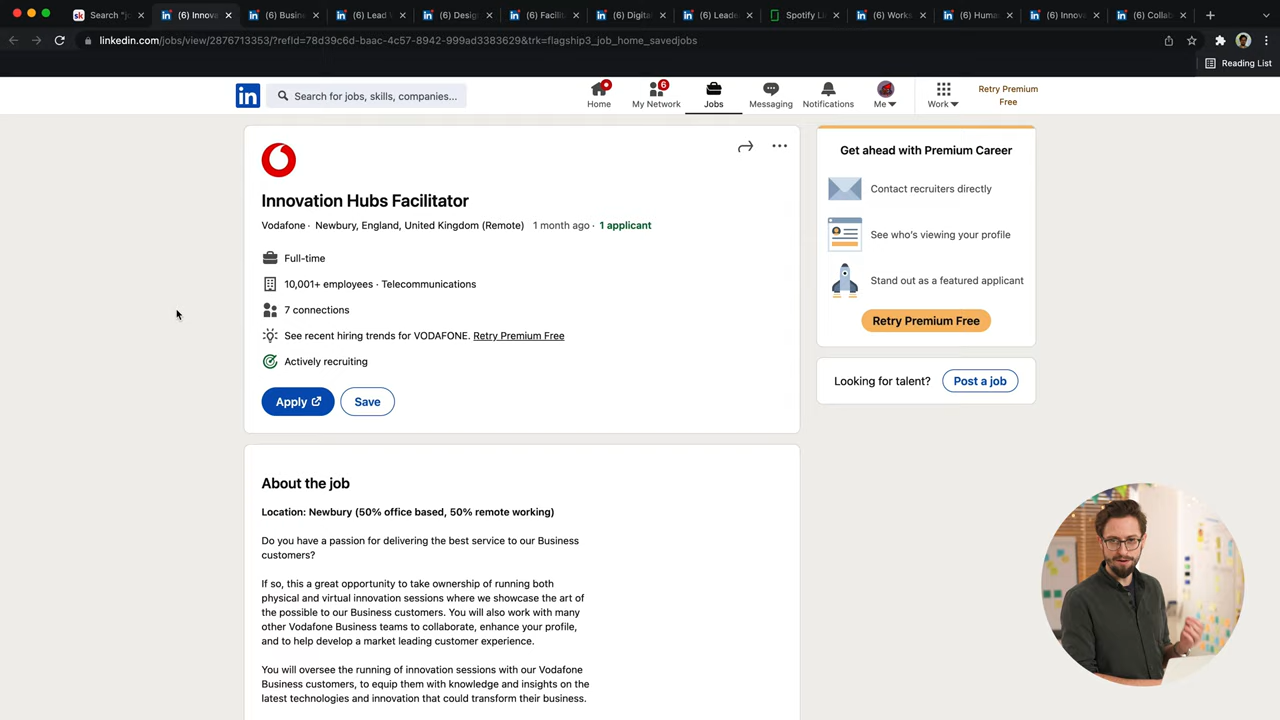 Search "jo
(6) Innova
(6) Busine
(6) Lead V
(6) Desig
(6) Facilit
(6) Digita
(6) Leade
Spotify Li
(6) Works
(6) Huma
(6) Innova
(6) Collab
linkedin.com/jobs/view/2876713353/?refId=78d39c6d-baac-4c57-8942-999ad3383629&trk=flagship3_job_home_savedjobs
Reading List
in
Search for jobs, skills, companies...
Home
6
My Network
Jobs
Messaging
Notifications
Me
Work
Retry Premium
Free
Innovation Hubs Facilitator
Vodafone · Newbury, England, United Kingdom (Remote) 1 month ago · 1 applicant
Full-time
10,001+ employees · Telecommunications
7 connections
See recent hiring trends for VODAFONE. Retry Premium Free
Actively recruiting
Apply
Save
Get ahead with Premium Career
Contact recruiters directly
See who's viewing your profile
Stand out as a featured applicant
Retry Premium Free
Looking for talent?
Post a job
About the job
Location: Newbury (50% office based, 50% remote working)
Do you have a passion for delivering the best service to our Business
customers?
If so, this a great opportunity to take ownership of running both
physical and virtual innovation sessions where we showcase the art of
the possible to our Business customers. You will also work with many
other Vodafone Business teams to collaborate, enhance your profile,
and to help develop a market leading customer experience.
You will oversee the running of innovation sessions with our Vodafone
Business customers, to equip them with knowledge and insights on the
latest technologies and innovation that could transform their business.